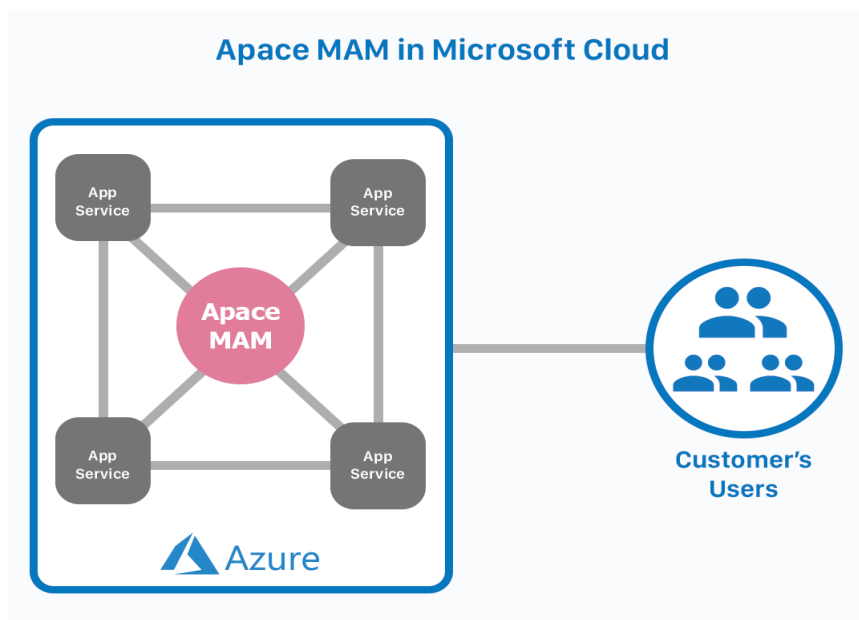 Apace MAM in Microsoft Cloud
App
Service
App
Service
Apace
MAM
App
Service
App
Service
Azure
Customer's
Users